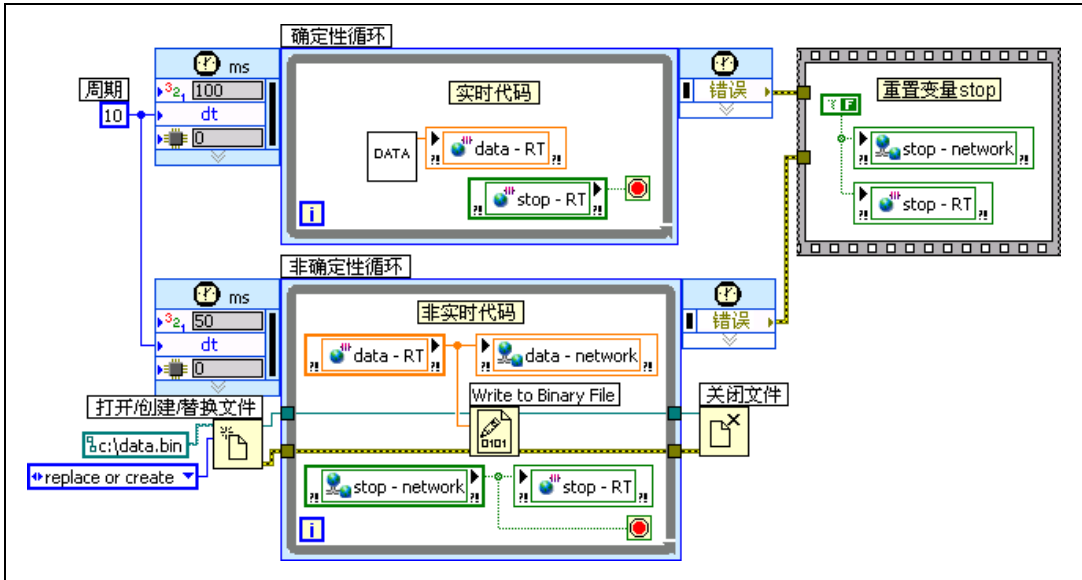 确定性循环
ms
周期
10
100
dt
0
实时代码
DATA
data - RT
stop - RT
i
错误
重置变量stop
F
stop - network
stop - RT
非确定性循环
ms
50
dt
0
非实时代码
data - RT
data - network
错误
打开/创建/替换文件
Write to Binary File
关闭文件
c:\data.bin
0101
replace or create
stop - network
stop - RT
i